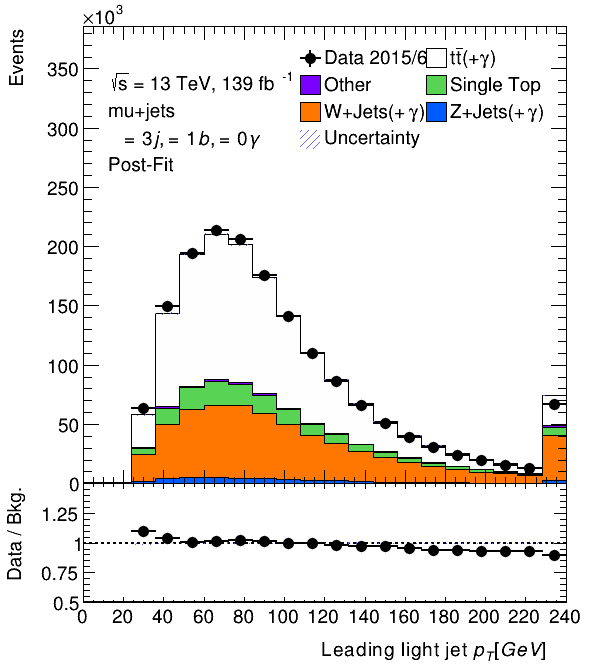 ×10³
Events
Data 2015/6 tt̄(+γ)
√s = 13 TeV, 139 fb⁻¹
Other Single Top
mu+jets
W+Jets(+γ) Z+Jets(+γ)
= 3j, = 1b, = 0γ
Uncertainty
Post-Fit
350
300
250
200
150
100
50
0
Data / Bkg.
1.25
1
0.75
0.5
0 20 40 60 80 100 120 140 160 180 200 220 240
Leading light jet p_T[GeV]